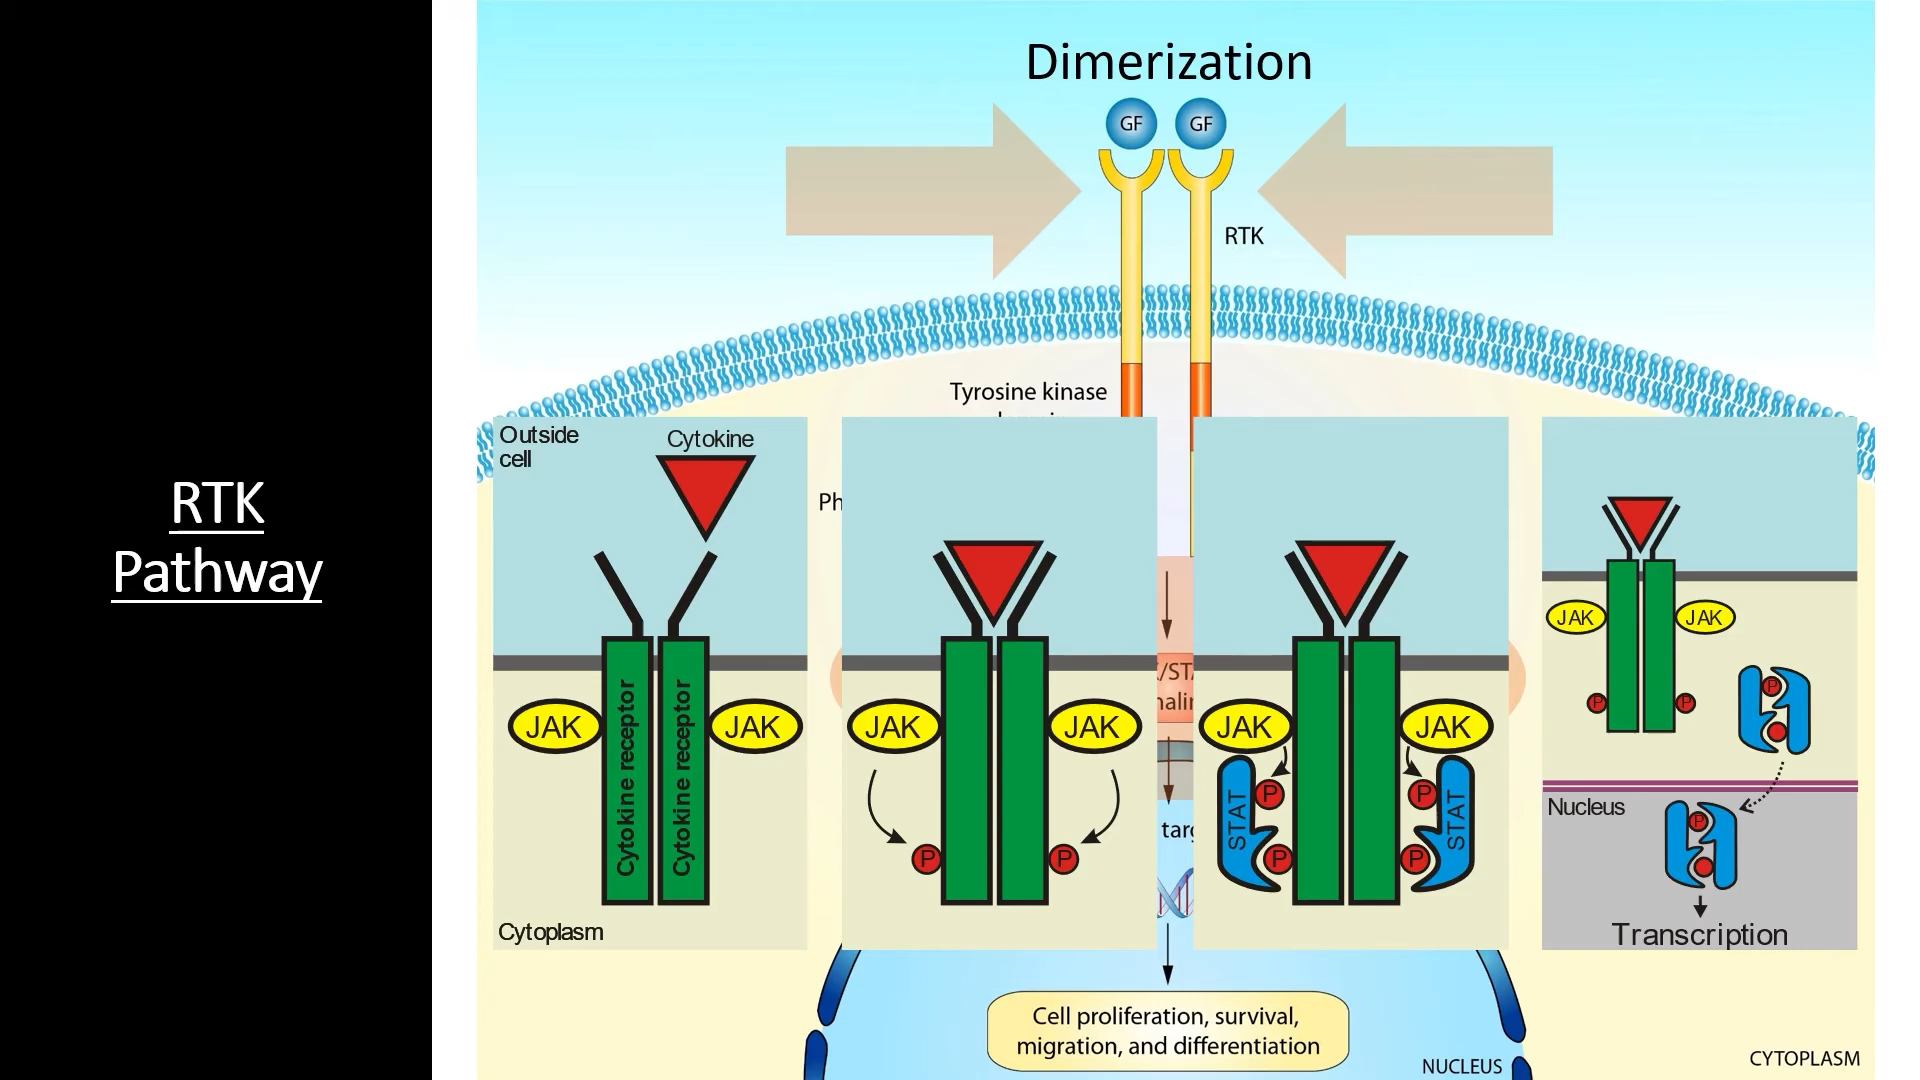 RTK
Pathway
Dimerization
GF
GF
RTK
Tyrosine kinase
Outside
cell
Cytokine
JAK
JAK
Cytokine receptor
Cytokine receptor
Cytoplasm
Ph
JAK
JAK
P
P
JAK
JAK
STAT
STAT
P
P
P
P
JAK
JAK
P
P
P
Nucleus
P
Transcription
targ
Cell proliferation, survival,
migration, and differentiation
NUCLEUS
CYTOPLASM